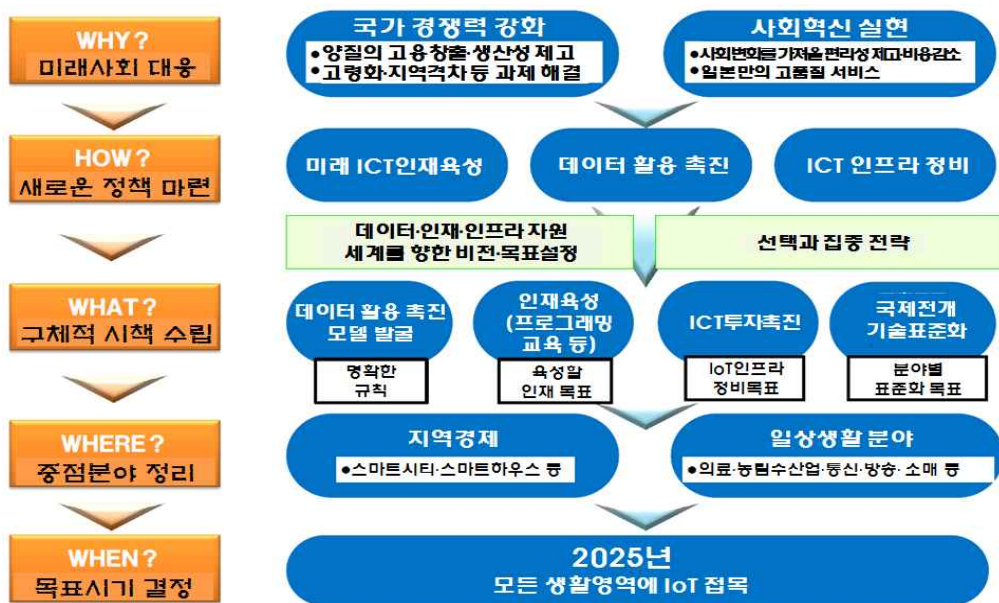 WHY?
미래사회 대응
국가 경쟁력 강화
●양질의 고용창출·생산성 제고
●고령화·지역격차 등 과제 해결
사회혁신 실현
●사회변화를 가져올 편리성 제고·비용감소
●일본만의 고품질 서비스
HOW?
새로운 정책 마련
미래 ICT인재육성
데이터 활용 촉진
ICT 인프라 정비
데이터·인재·인프라 자원
세계를 향한 비전·목표설정
선택과 집중 전략
WHAT?
구체적 시책 수립
데이터 활용 촉진
모델 발굴
명확한
규칙
인재육성
(프로그래밍
교육 등)
육성할
인재 목표
ICT투자촉진
IoT인프라
정비목표
국제전개
기술표준화
분야별
표준화 목표
WHERE?
중점분야 정리
지역경제
●스마트시티·스마트하우스 등
일상생활 분야
●의료·농림수산업·통신·방송· 소매 등
WHEN?
목표시기 결정
2025년
모든 생활영역에 IoT 접목